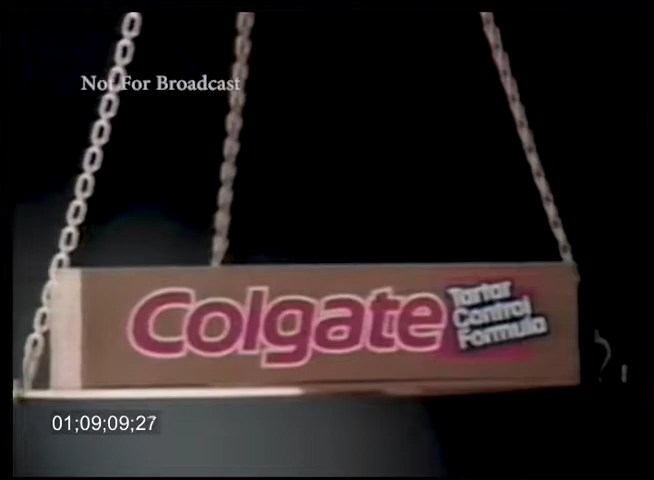 Not For Broadcast
Colgate
Tartar
Control
Formula
01;09;09;27